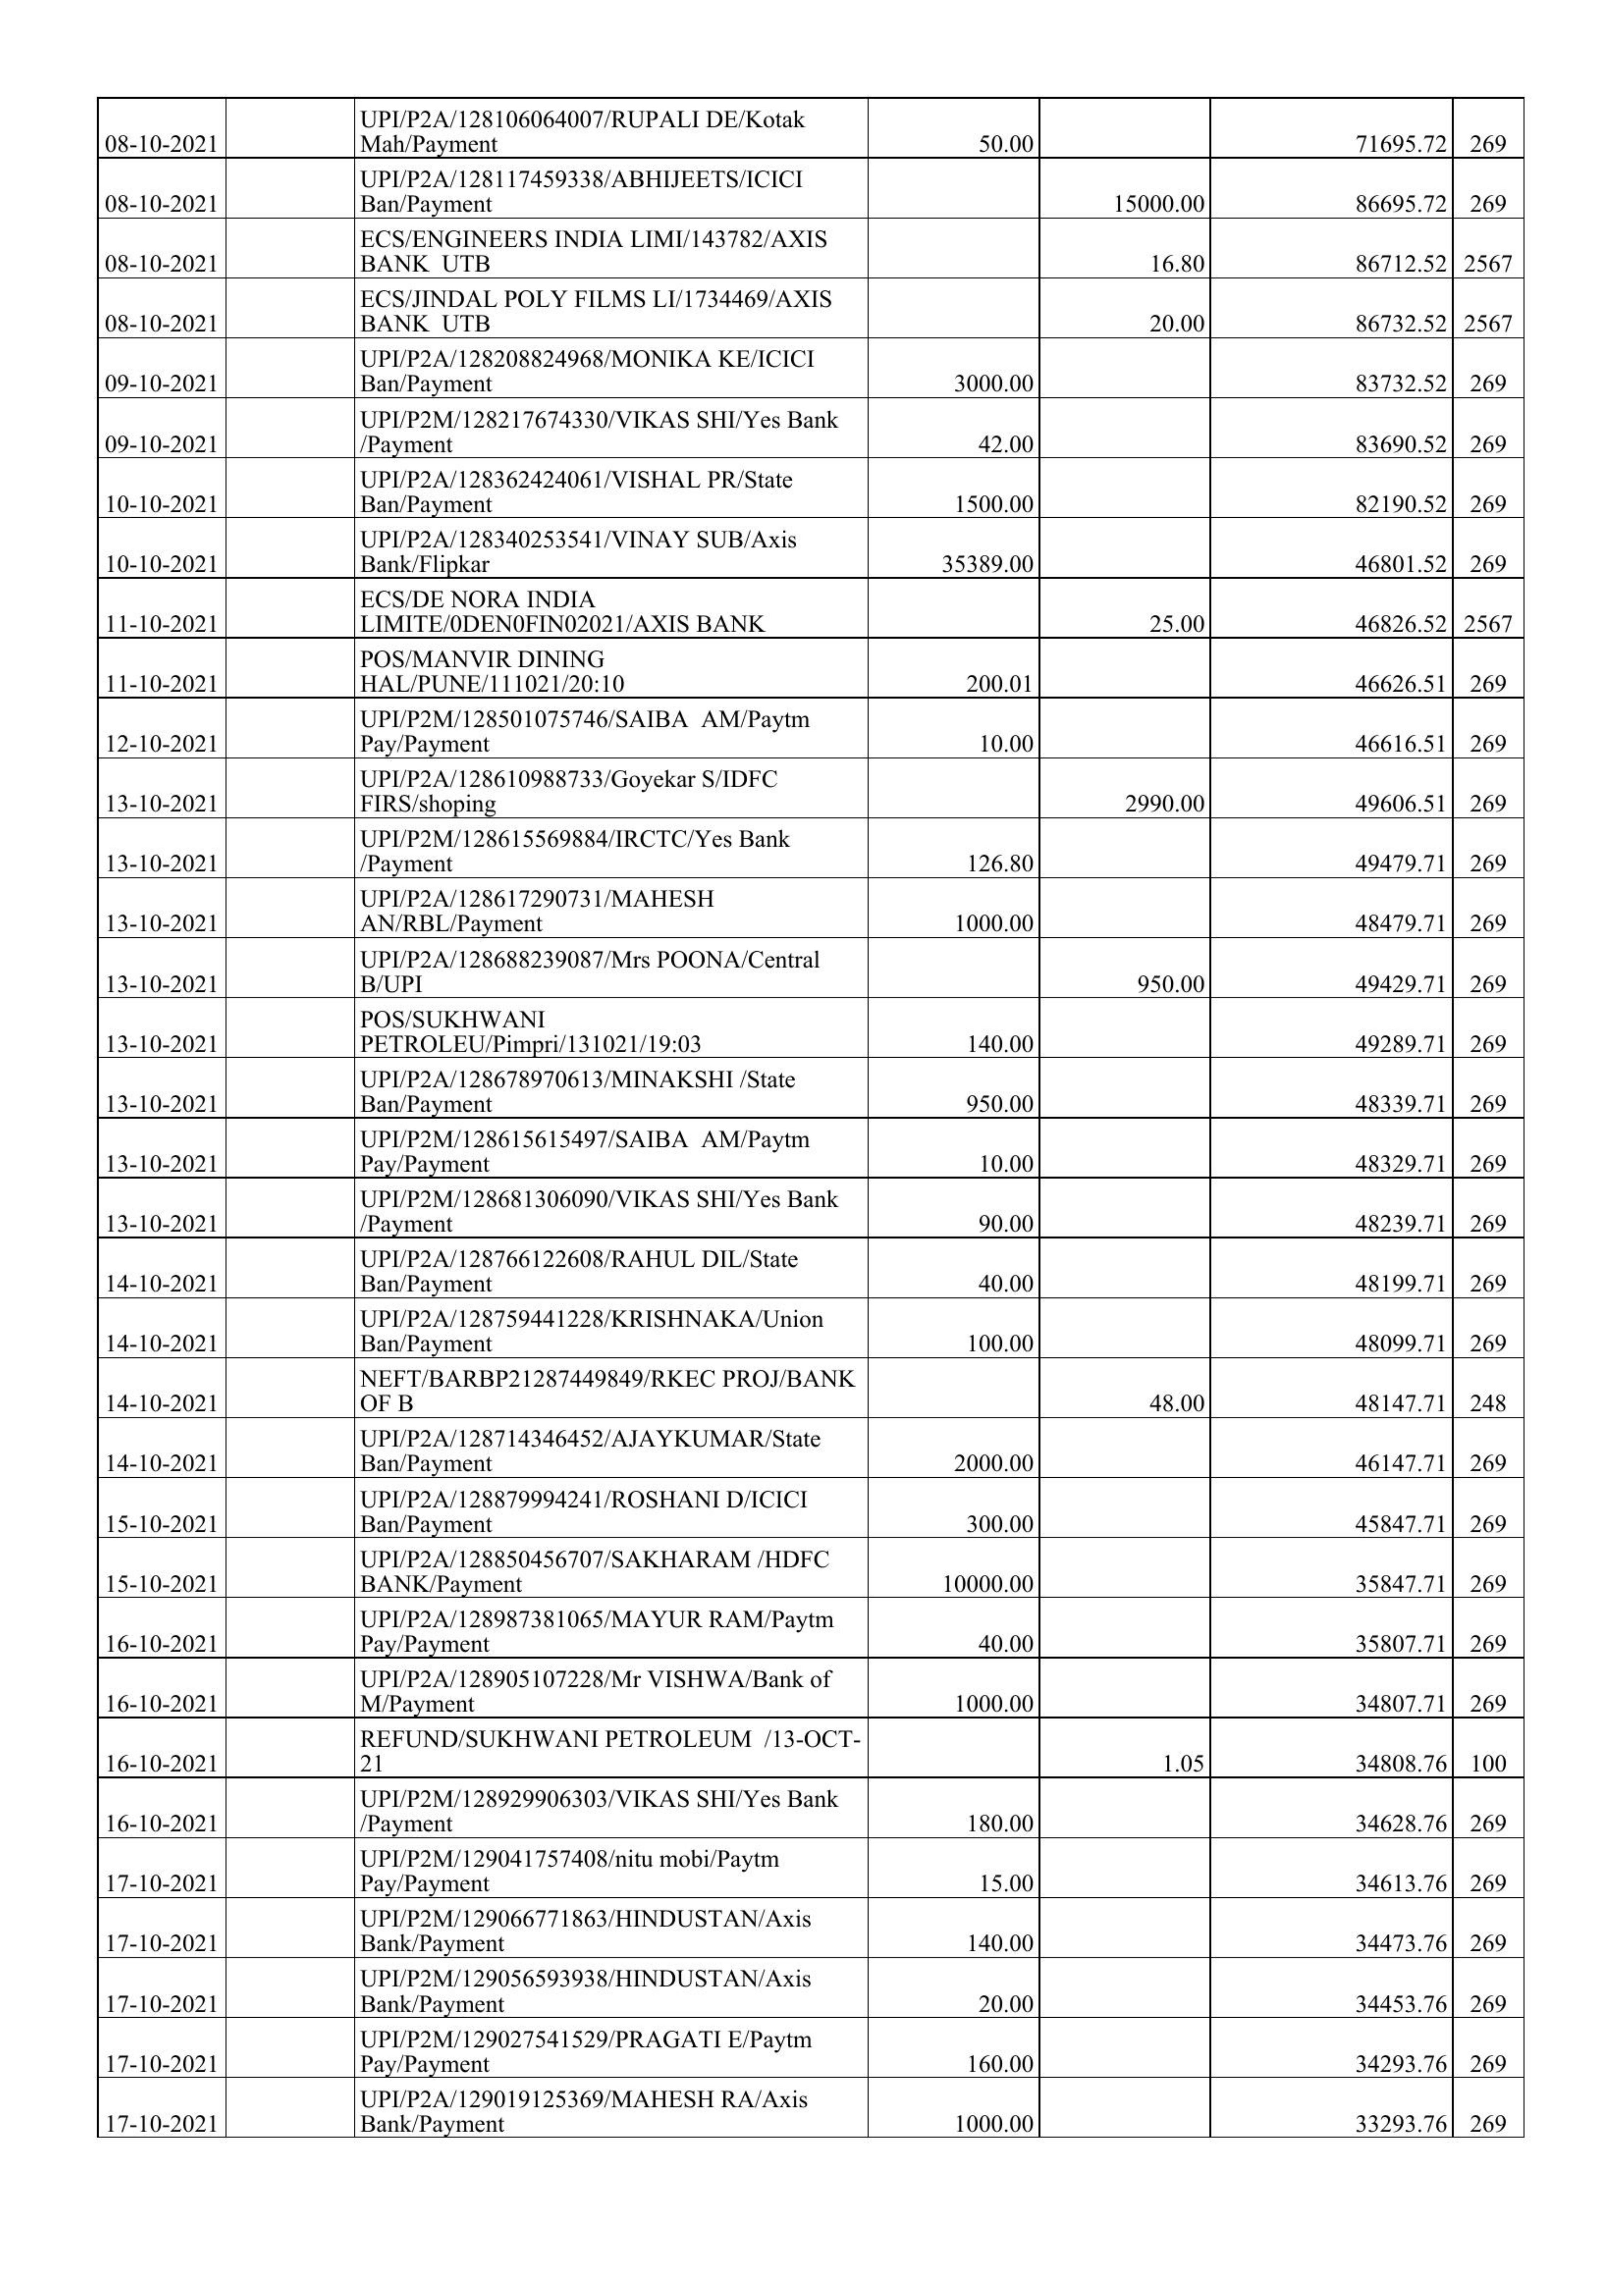 UPI/P2A/128106064007/RUPALI DE/Kotak
08-10-2021 Mah/Payment 50.00 71695.72 269
UPI/P2A/128117459338/ABHIJEETS/ICICI
08-10-2021 Ban/Payment 15000.00 86695.72 269
ECS/ENGINEERS INDIA LIMI/143782/AXIS
08-10-2021 BANK UTB 16.80 86712.52 2567
ECS/JINDAL POLY FILMS LI/1734469/AXIS
08-10-2021 BANK UTB 20.00 86732.52 2567
UPI/P2A/128208824968/MONIKA KE/ICICI
09-10-2021 Ban/Payment 3000.00 83732.52 269
UPI/P2M/128217674330/VIKAS SHI/Yes Bank
09-10-2021 /Payment 42.00 83690.52 269
UPI/P2A/128362424061/VISHAL PR/State
10-10-2021 Ban/Payment 1500.00 82190.52 269
UPI/P2A/128340253541/VINAY SUB/Axis
10-10-2021 Bank/Flipkar 35389.00 46801.52 269
ECS/DE NORA INDIA
11-10-2021 LIMITE/0DEN0FIN02021/AXIS BANK 25.00 46826.52 2567
POS/MANVIR DINING
11-10-2021 HAL/PUNE/111021/20:10 200.01 46626.51 269
UPI/P2M/128501075746/SAIBA AM/Paytm
12-10-2021 Pay/Payment 10.00 46616.51 269
UPI/P2A/128610988733/Goyekar S/IDFC
13-10-2021 FIRS/shoping 2990.00 49606.51 269
UPI/P2M/128615569884/IRCTC/Yes Bank
13-10-2021 /Payment 126.80 49479.71 269
UPI/P2A/128617290731/MAHESH
13-10-2021 AN/RBL/Payment 1000.00 48479.71 269
UPI/P2A/128688239087/Mrs POONA/Central
13-10-2021 B/UPI 950.00 49429.71 269
POS/SUKHWANI
13-10-2021 PETROLEU/Pimpri/131021/19:03 140.00 49289.71 269
UPI/P2A/128678970613/MINAKSHI /State
13-10-2021 Ban/Payment 950.00 48339.71 269
UPI/P2M/128615615497/SAIBA AM/Paytm
13-10-2021 Pay/Payment 10.00 48329.71 269
UPI/P2M/128681306090/VIKAS SHI/Yes Bank
13-10-2021 /Payment 90.00 48239.71 269
UPI/P2A/128766122608/RAHUL DIL/State
14-10-2021 Ban/Payment 40.00 48199.71 269
UPI/P2A/128759441228/KRISHNAKA/Union
14-10-2021 Ban/Payment 100.00 48099.71 269
NEFT/BARBP21287449849/RKEC PROJ/BANK
14-10-2021 OF B 48.00 48147.71 248
UPI/P2A/128714346452/AJAYKUMAR/State
14-10-2021 Ban/Payment 2000.00 46147.71 269
UPI/P2A/128879994241/ROSHANI D/ICICI
15-10-2021 Ban/Payment 300.00 45847.71 269
UPI/P2A/128850456707/SAKHARAM /HDFC
15-10-2021 BANK/Payment 10000.00 35847.71 269
UPI/P2A/128987381065/MAYUR RAM/Paytm
16-10-2021 Pay/Payment 40.00 35807.71 269
UPI/P2A/128905107228/Mr VISHWA/Bank of
16-10-2021 M/Payment 1000.00 34807.71 269
REFUND/SUKHWANI PETROLEUM /13-OCT-
16-10-2021 21 1.05 34808.76 100
UPI/P2M/128929906303/VIKAS SHI/Yes Bank
16-10-2021 /Payment 180.00 34628.76 269
UPI/P2M/129041757408/nitu mobi/Paytm
17-10-2021 Pay/Payment 15.00 34613.76 269
UPI/P2M/129066771863/HINDUSTAN/Axis
17-10-2021 Bank/Payment 140.00 34473.76 269
UPI/P2M/129056593938/HINDUSTAN/Axis
17-10-2021 Bank/Payment 20.00 34453.76 269
UPI/P2M/129027541529/PRAGATI E/Paytm
17-10-2021 Pay/Payment 160.00 34293.76 269
UPI/P2A/129019125369/MAHESH RA/Axis
17-10-2021 Bank/Payment 1000.00 33293.76 269